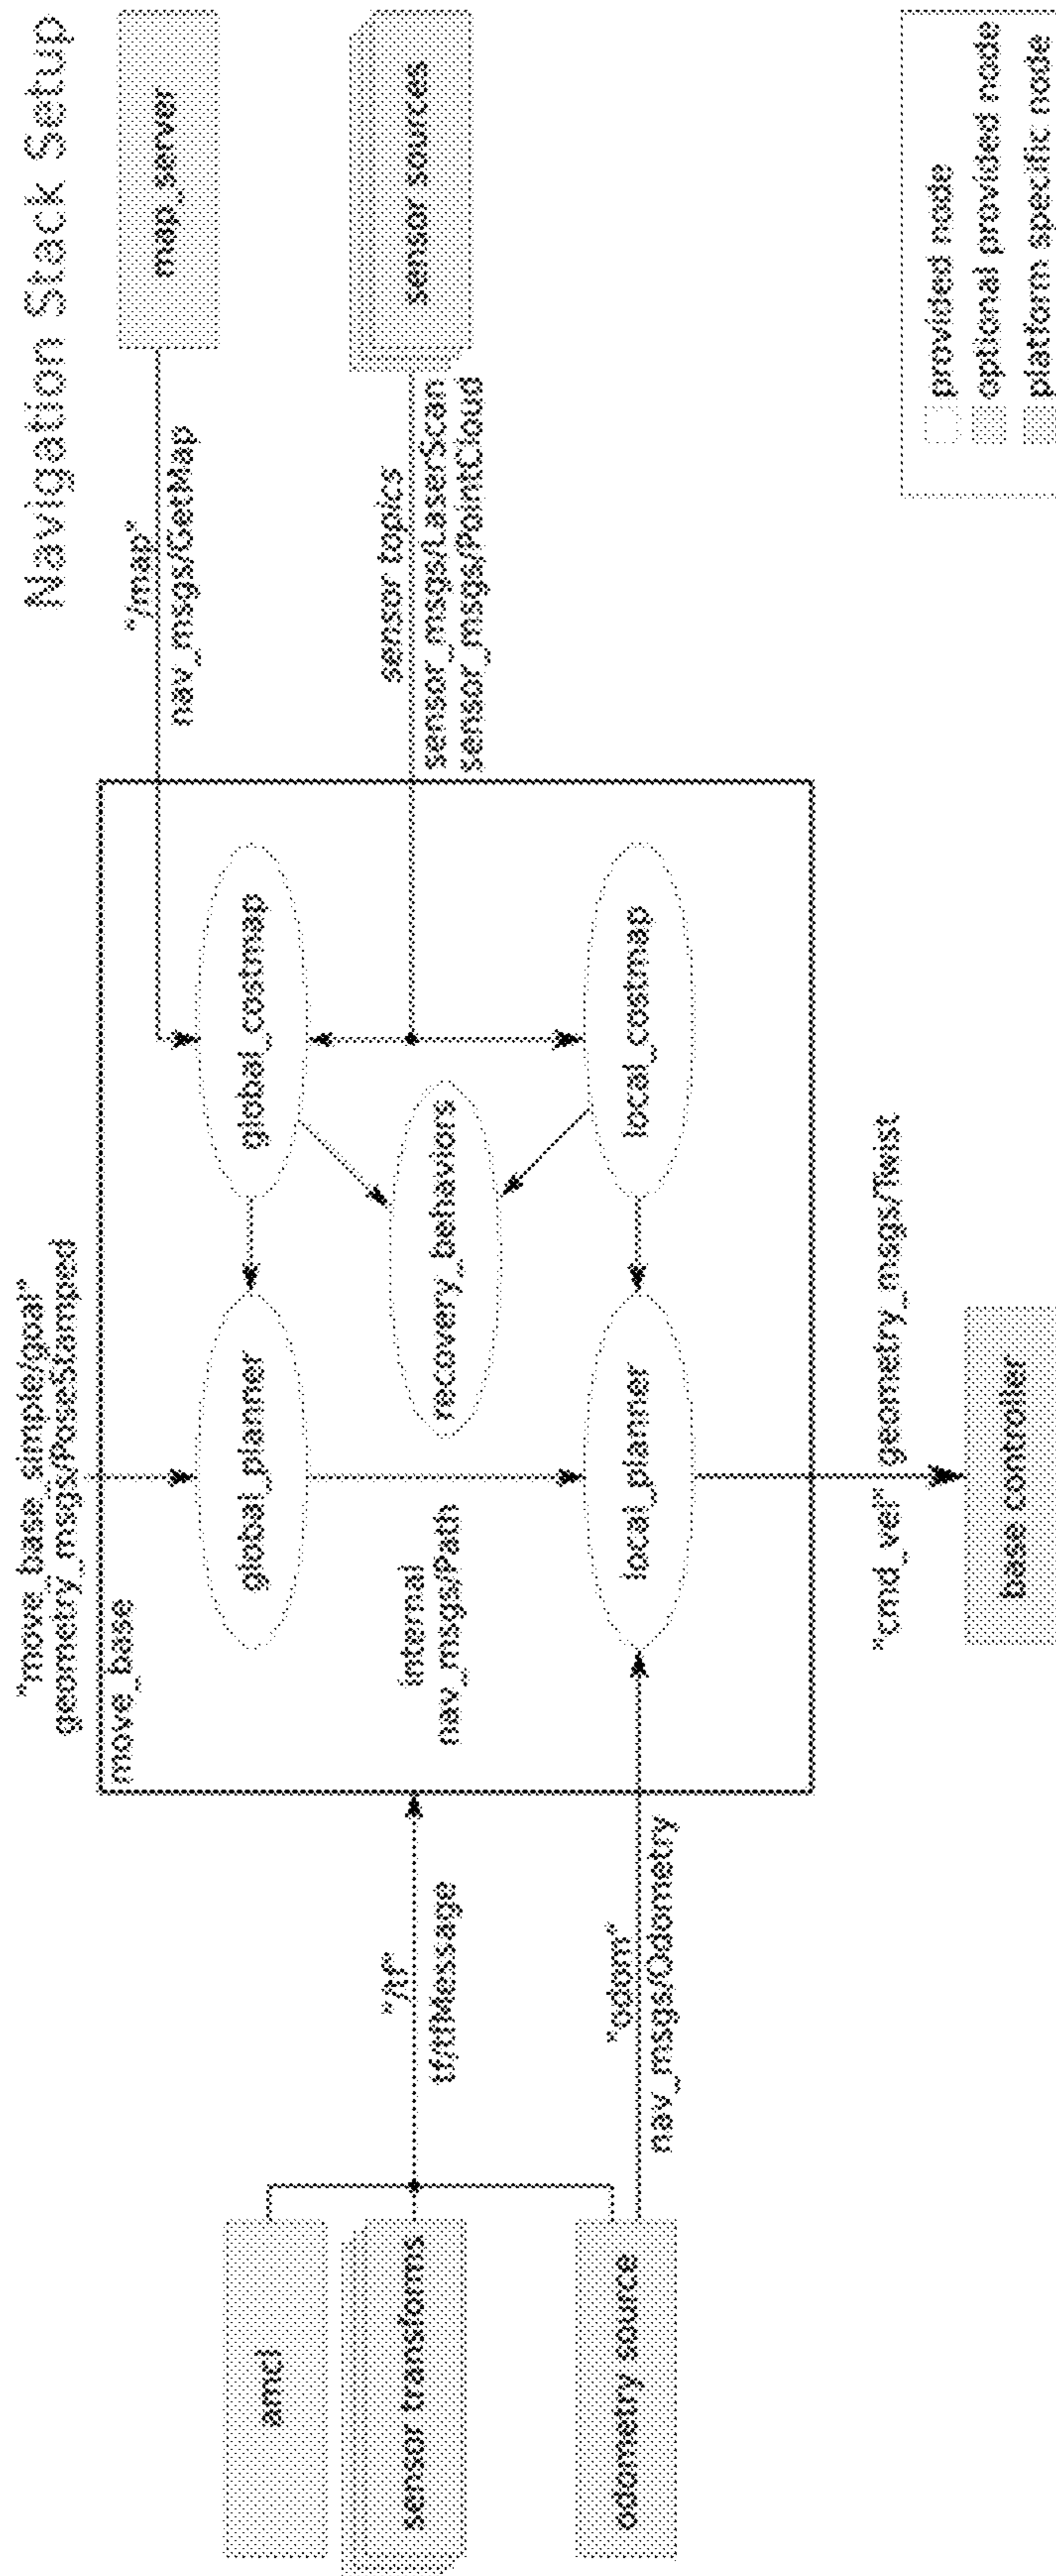 Navigation Stack Setup
"move_base_simple/goal"
geometry_msgs/PoseStamped
move_base
"/map"
nav_msgs/GetMap
map_server
amcl
global_planner
global_costmap
sensor transforms
"/tf"
tf/tfMessage
internal
nav_msgs/Path
recovery_behaviors
sensor topics
sensor_msgs/LaserScan
sensor_msgs/PointCloud
sensor sources
odometry source
"odom"
nav_msgs/Odometry
local_planner
local_costmap
"cmd_vel" geometry_msgs/Twist
base controller
provided node
optional provided node
platform specific node